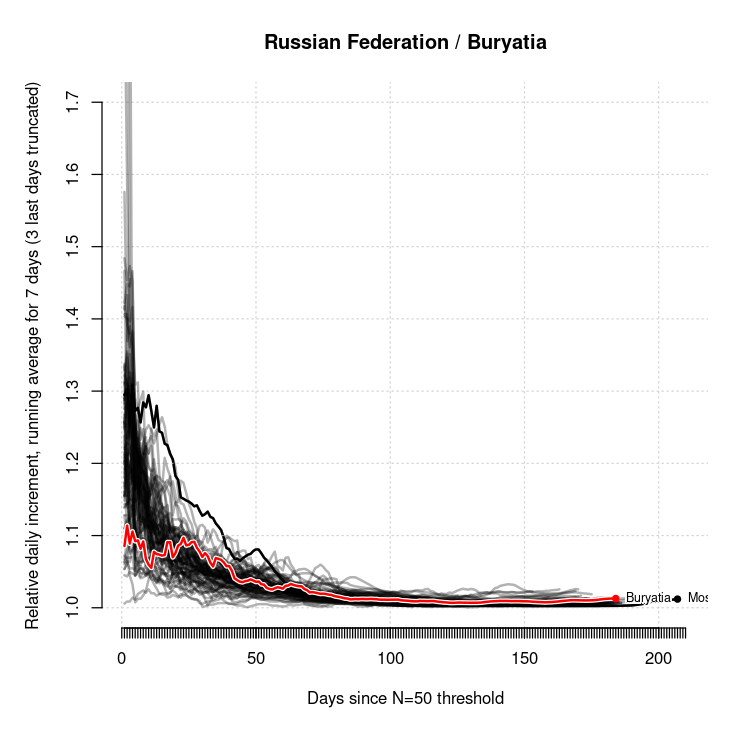 Russian Federation / Buryatia
Relative daily increment, running average for 7 days (3 last days truncated)
1.7
1.6
1.5
1.4
1.3
1.2
1.1
1.0
Buryatia
Mos
0 50 100 150 200
Days since N=50 threshold